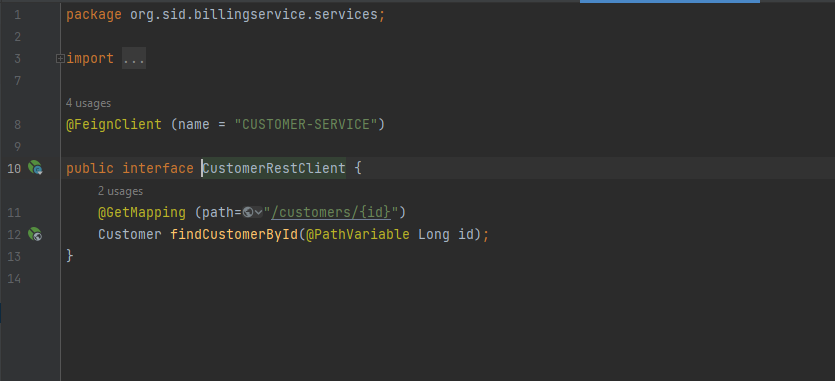 1 package org.sid.billingservice.services;
2
3 import ...
7
4 usages
8 @FeignClient (name = "CUSTOMER-SERVICE")
9
10 public interface CustomerRestClient {
2 usages
11 @GetMapping (path="/customers/{id}")
12 Customer findCustomerById(@PathVariable Long id);
13 }
14